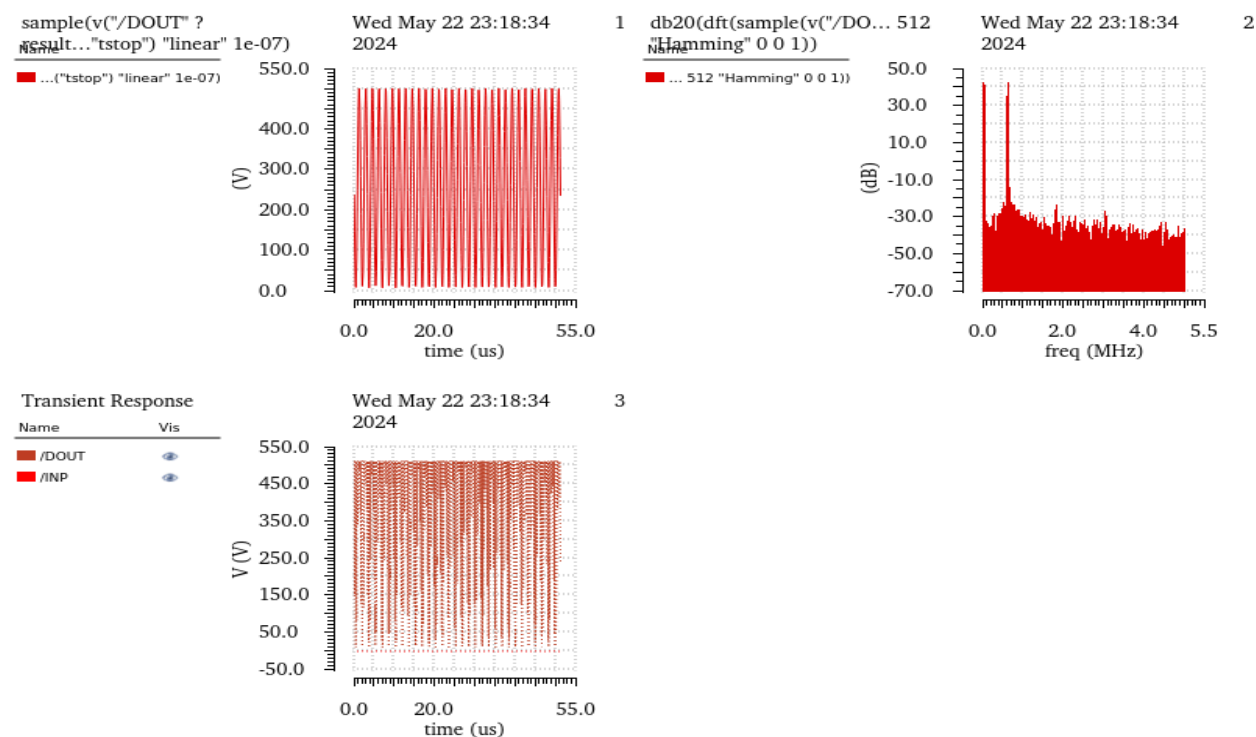 sample(v("/DOUT" ?
result…"tstop") "linear" 1e-07)
Name
…("tstop") "linear" 1e-07)
Wed May 22 23:18:34
2024
1
550.0
400.0
300.0
200.0
100.0
0.0
(V)
0.0 20.0 55.0
time (us)
db20(dft(sample(v("/DO… 512
"Hamming" 0 0 1))
Name
… 512 "Hamming" 0 0 1))
Wed May 22 23:18:34
2024
2
50.0
30.0
10.0
-10.0
-30.0
-50.0
-70.0
(dB)
0.0 2.0 4.0 5.5
freq (MHz)
Transient Response
Name Vis
/DOUT
/INP
Wed May 22 23:18:34
2024
3
550.0
450.0
350.0
250.0
150.0
50.0
-50.0
V (V)
0.0 20.0 55.0
time (us)